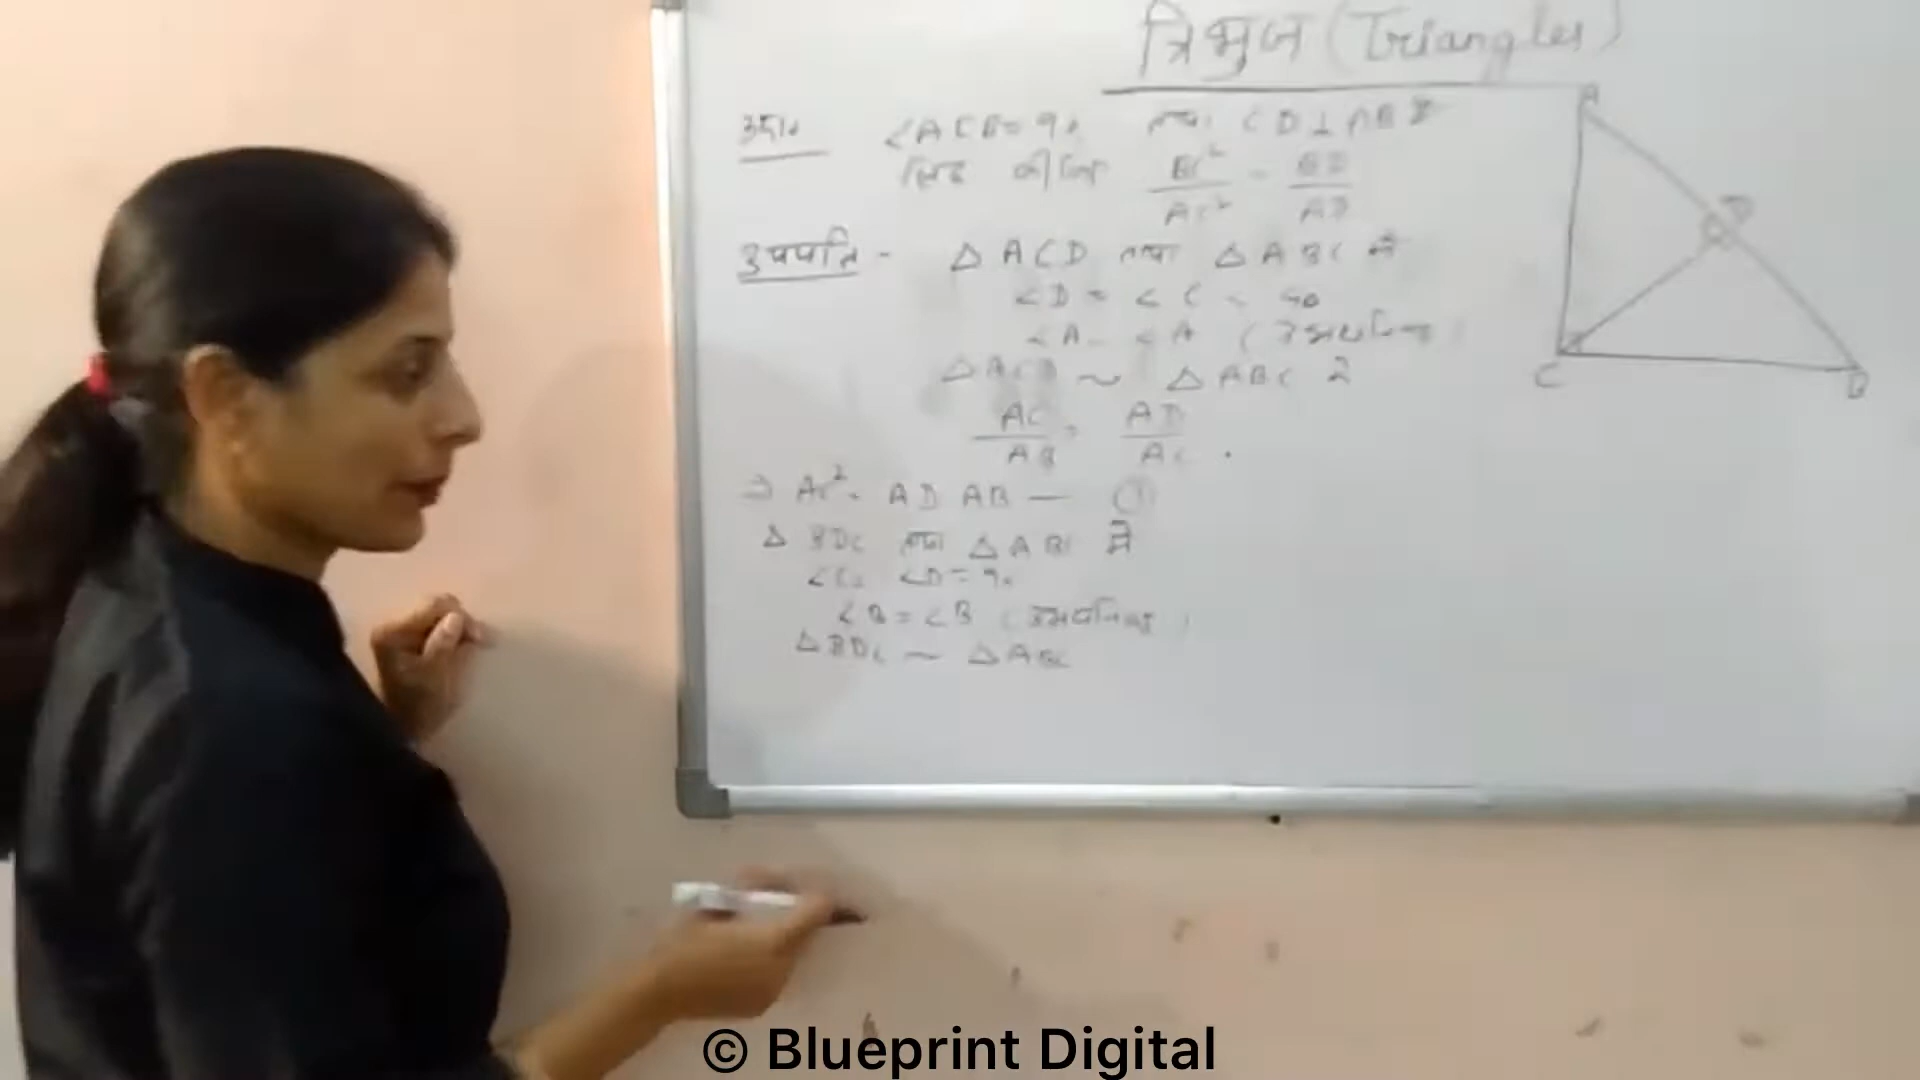 त्रिभुज (Triangles)
उदा० ∠ACB = 90 तथा CD ⊥ AB है
सिद्ध कीजिए BC²/AC² = BD/AD
उपपत्ति - △ ACD तथा △ ABC में
∠D = ∠C = 90
∠A = ∠A (उभयनिष्ठ)
△ACD ~ △ABC
AC/AB = AD/AC .
⇒ AC² = AD AB — ①
△ BDC तथा △ABC में
∠C = ∠D = 90
∠B = ∠B (उभयनिष्ठ)
△BDC ~ △ABC
A
D
C
B
© Blueprint Digital